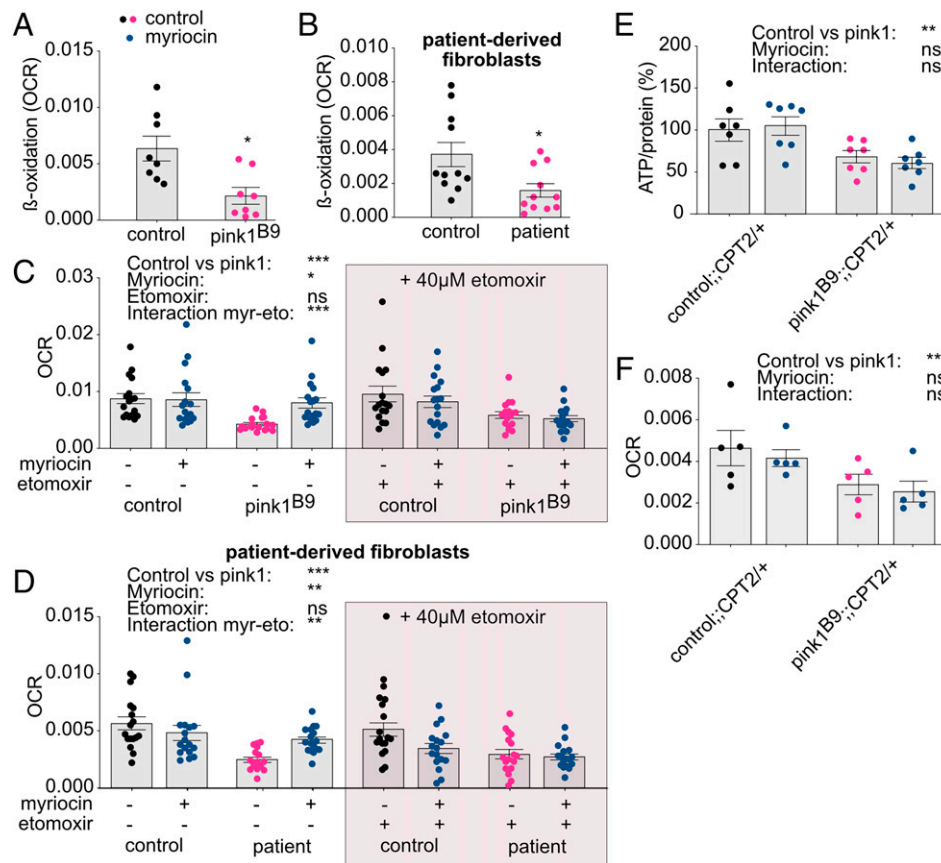 A
control
myriocin
ß-oxidation (OCR)
0.015
0.010
0.005
0.000
*
control
pink1B9
B
patient-derived
fibroblasts
ß-oxidation (OCR)
0.008
0.006
0.004
0.002
0.000
*
control
patient
E
Control vs pink1: **
Myriocin: ns
Interaction: ns
ATP/protein (%)
200
150
100
50
0
control;;CPT2/+
pink1B9;;CPT2/+
C
Control vs pink1: ***
Myriocin: *
Etomoxir: ns
Interaction myr-eto: ***
+ 40µM etomoxir
OCR
0.03
0.02
0.01
0.00
myriocin - + - + - + - +
etomoxir - - - - + + + +
control pink1B9 control pink1B9
F
Control vs pink1: **
Myriocin: ns
Interaction: ns
OCR
0.008
0.006
0.004
0.002
0.000
control;;CPT2/+
pink1B9;;CPT2/+
patient-derived fibroblasts
D
Control vs pink1: ***
Myriocin: **
Etomoxir: ns
Interaction myr-eto: **
+ 40µM etomoxir
OCR
0.015
0.010
0.005
0.000
myriocin - + - + - + - +
etomoxir - - - - + + + +
control patient control patient